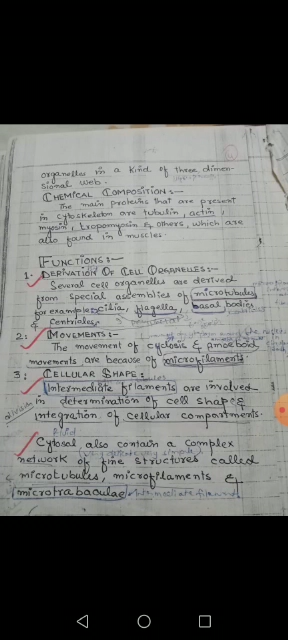 organelles in a kind of three dimen-
sional web.
CHEMICAL COMPOSITION:-
The main proteins that are present
in cytoskeleton are tubulin, actin,
myosin, tropomyosin & others, which are
also found in muscles.
FUNCTIONS:-
1. DERIVATION OF CELL ORGANELLES:-
Several cell organelles are derived
from special assemblies of microtubules
for example cilia, flagella, basal bodies
& centrioles.
2: MOVEMENTS:-
The movement of cyclosis & amoeboid
movements are because of microfilaments.
3: CELLULAR SHAPE:-
Intermediate filaments are involved
in determination of cell shape &
integration of cellular compartments.
fluid
Cytosol also contain a complex
network of fine structures called
microtubules, microfilaments &
microtrabaculae